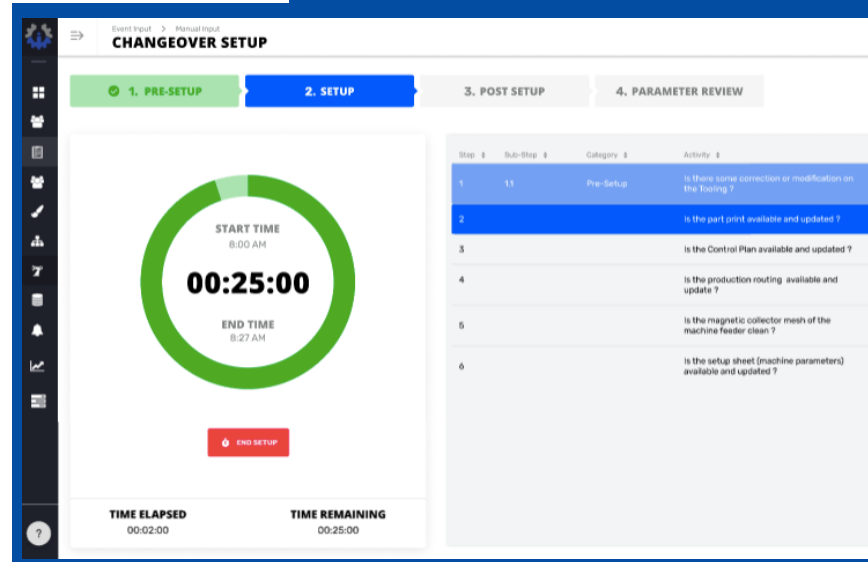 Event Input > Manual Input
CHANGEOVER SETUP
1. PRE-SETUP
2. SETUP
3. POST SETUP
4. PARAMETER REVIEW
START TIME
8:00 AM
00:25:00
END TIME
8:27 AM
END SETUP
TIME ELAPSED
00:02:00
TIME REMAINING
00:25:00
Step Sub-Step Category Activity
1 1.1 Pre-Setup Is there some correction or modification on
the Tooling ?
2 Is the part print available and updated ?
3 Is the Control Plan available and updated ?
4 Is the production routing available and
update ?
5 Is the magnetic collector mesh of the
machine feeder clean ?
6 Is the setup sheet (machine parameters)
available and updated ?
?